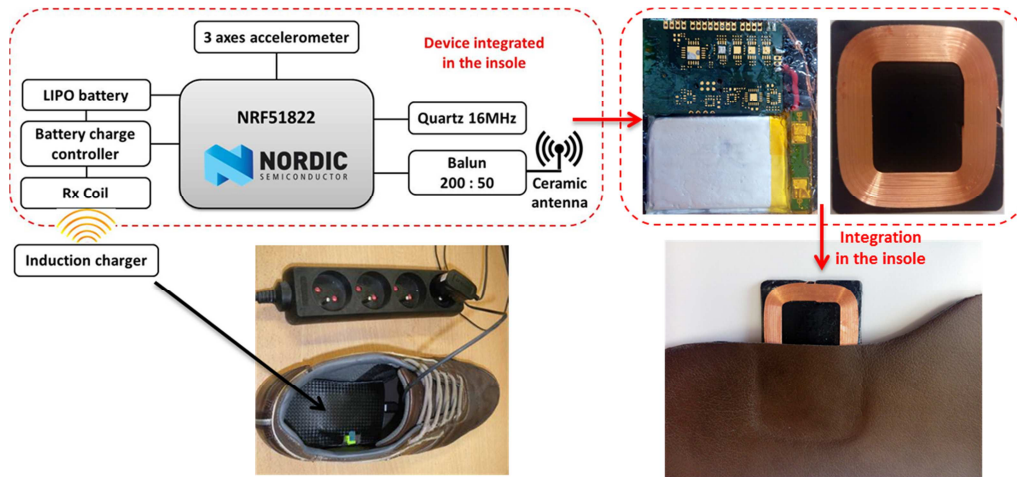 3 axes accelerometer
Device integrated
in the insole
LIPO battery
NRF51822
Quartz 16MHz
Battery charge
controller
NORDIC
SEMICONDUCTOR
Balun
200 : 50
Rx Coil
Ceramic
antenna
Induction charger
Integration
in the insole